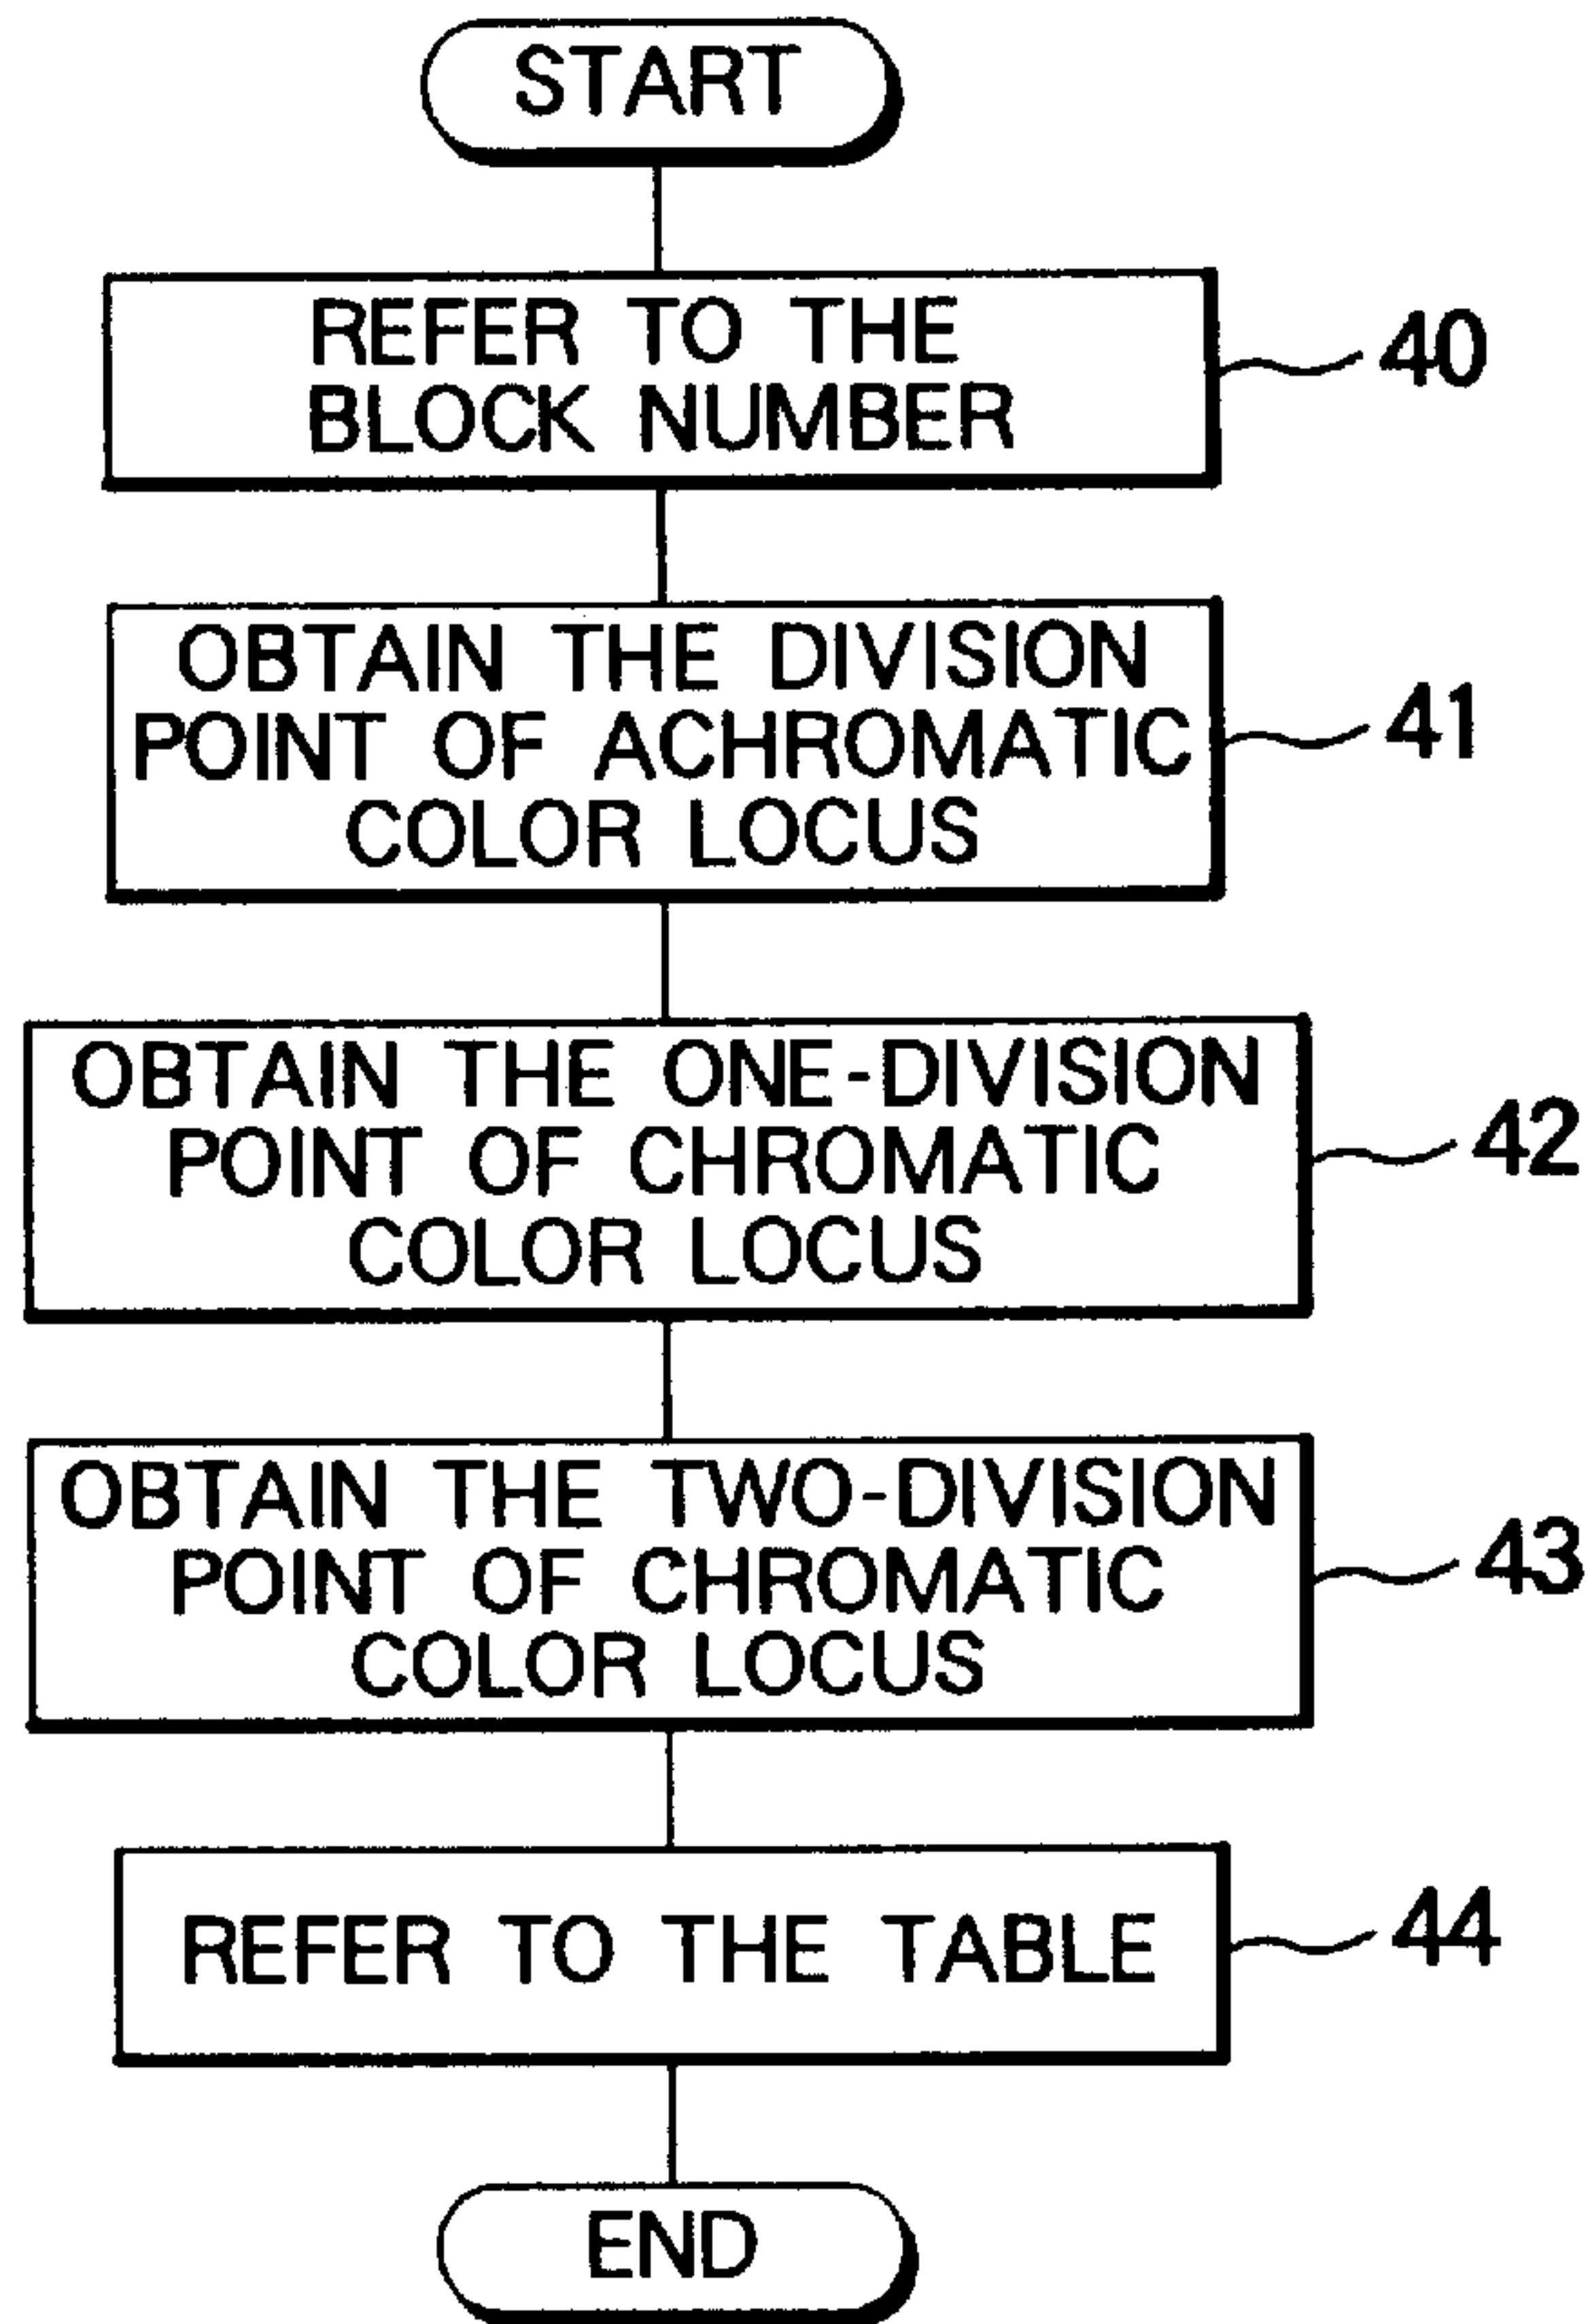 START
REFER TO THE
BLOCK NUMBER
40
OBTAIN THE DIVISION
POINT OF ACHROMATIC
COLOR LOCUS
41
OBTAIN THE ONE-DIVISION
POINT OF CHROMATIC
COLOR LOCUS
42
OBTAIN THE TWO-DIVISION
POINT OF CHROMATIC
COLOR LOCUS
43
REFER TO THE TABLE
44
END